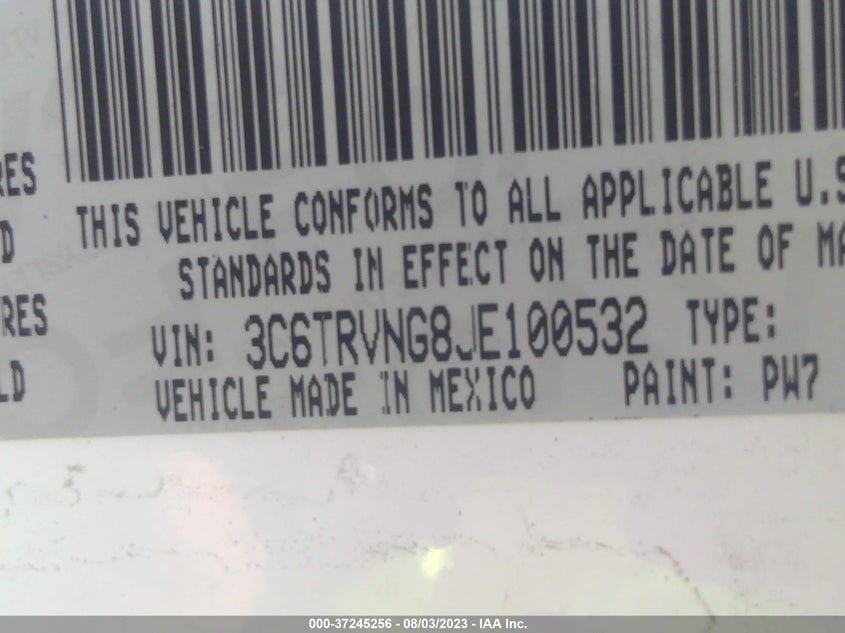 RES
THIS VEHICLE CONFORMS TO ALL APPLICABLE U.S
D
STANDARDS IN EFFECT ON THE DATE OF MA
RES
VIN: 3C6TRVNG8JE100532 TYPE:
LD
VEHICLE MADE IN MEXICO PAINT: PW7
000-37245256 - 08/03/2023 - IAA Inc.